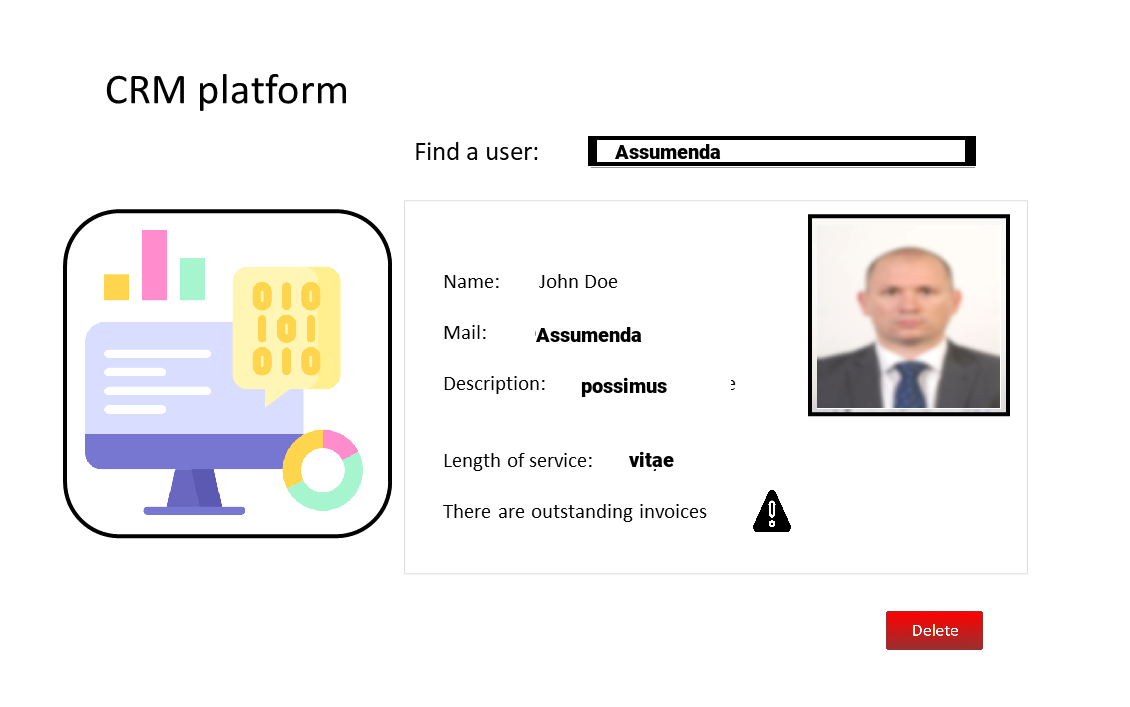 CRM platform
Find a user: Assumenda
Name: John Doe
Mail: Assumenda
Description: possimus e
Length of service: vitae
There are outstanding invoices
Delete